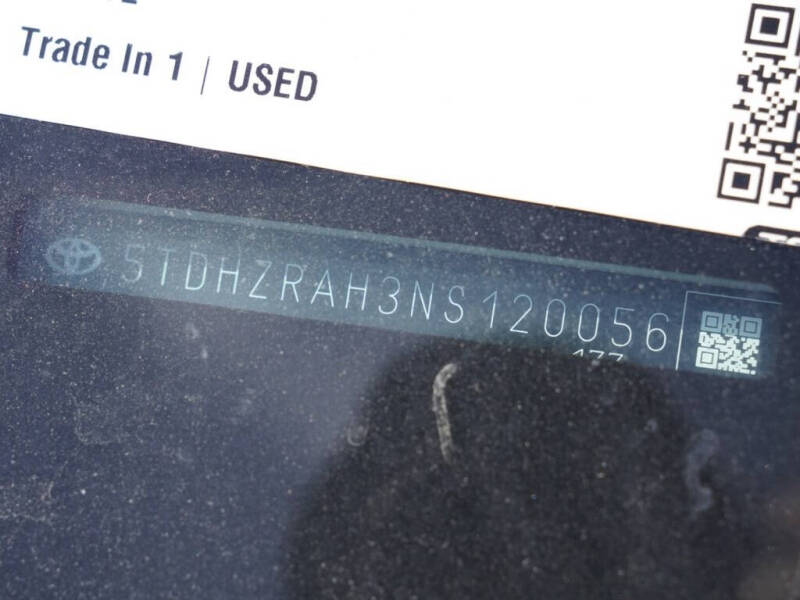 Trade In 1 | USED
5TDHZRAH3NS120056